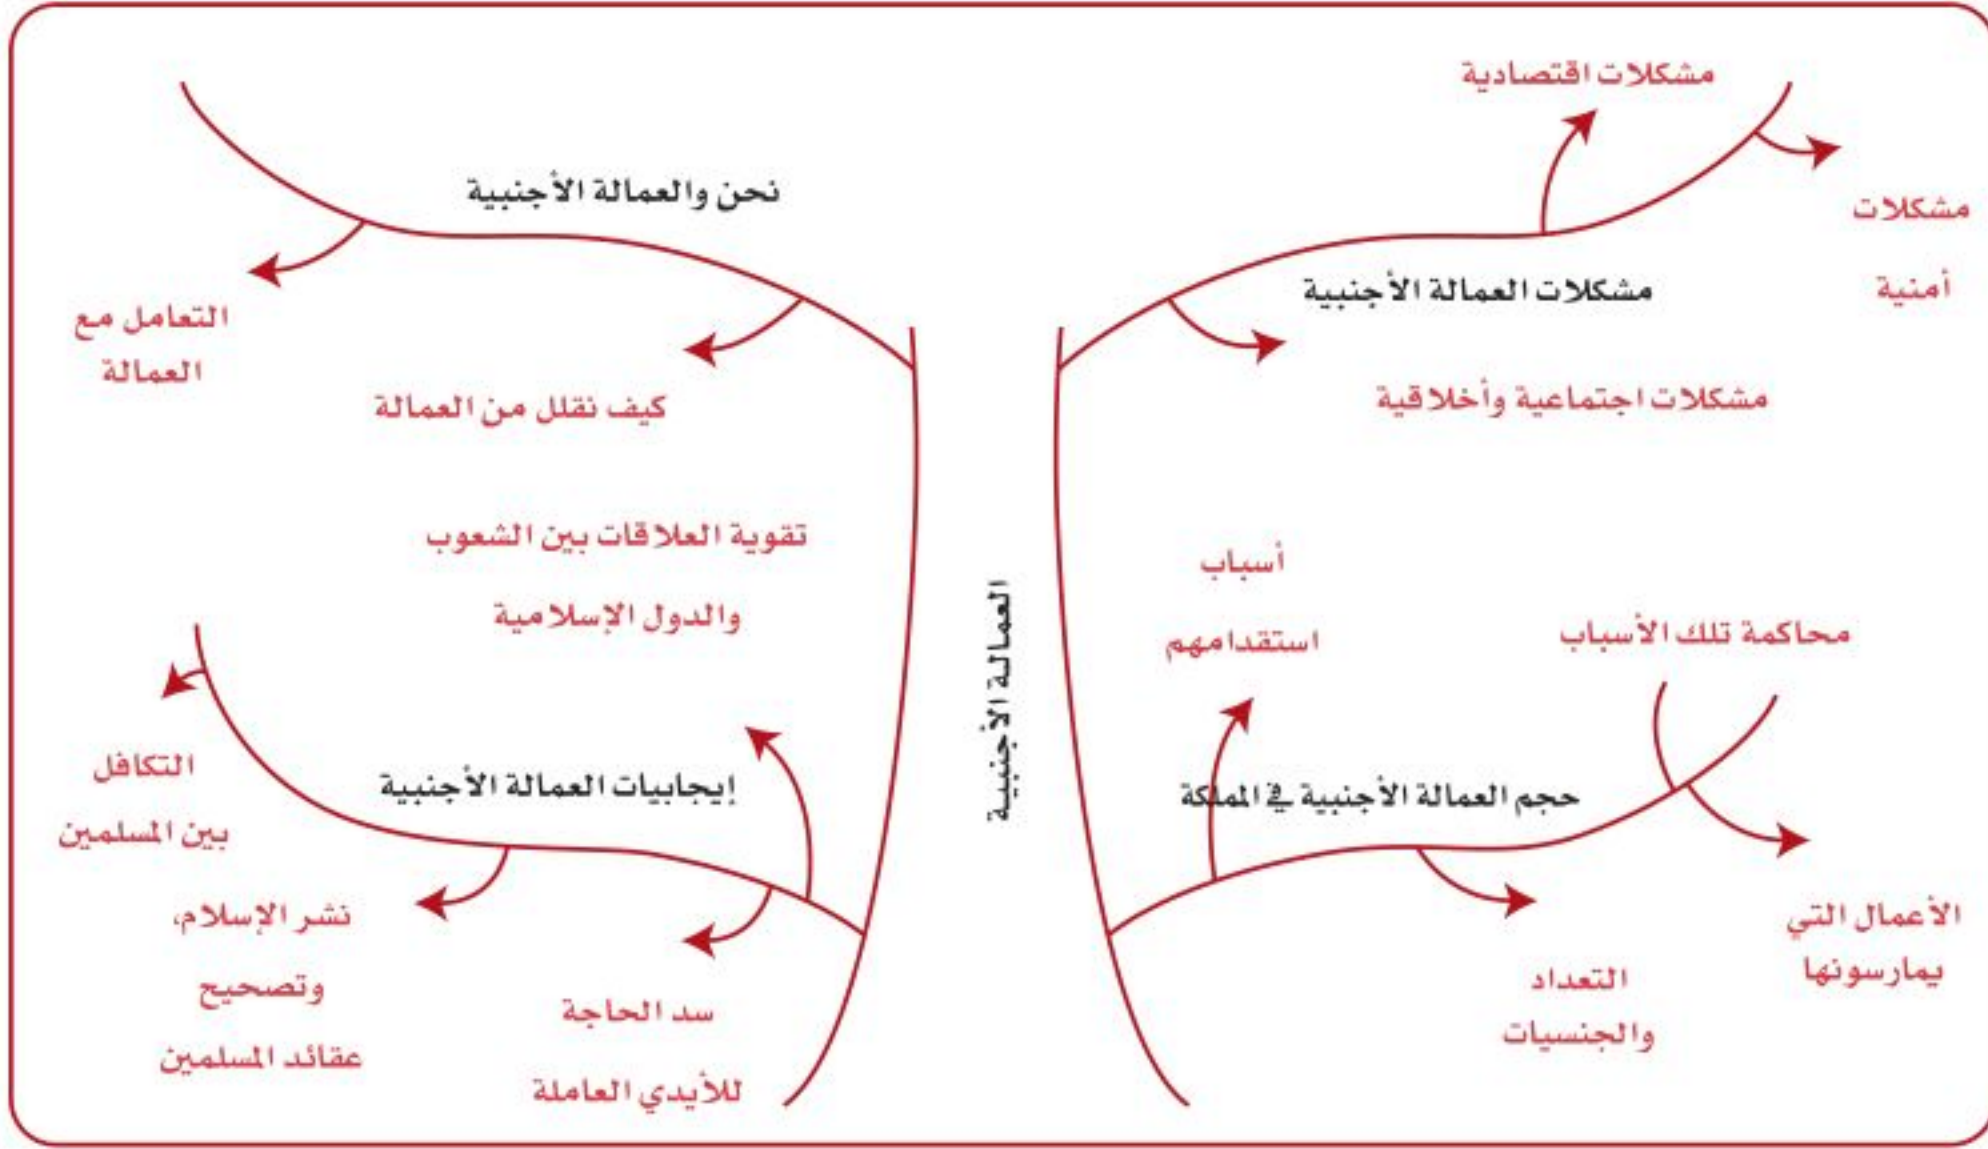 مشكلات اقتصادية
مشكلات
أمنية
مشكلات العمالة الأجنبية
مشكلات اجتماعية وأخلاقية
نحن والعمالة الأجنبية
التعامل مع
العمالة
كيف نقلل من العمالة
العمالة الأجنبية
أسباب
استقدامهم
محاكمة تلك الأسباب
حجم العمالة الأجنبية في المملكة
الأعمال التي
يمارسونها
التعداد
والجنسيات
تقوية العلاقات بين الشعوب
والدول الإسلامية
إيجابيات العمالة الأجنبية
التكافل
بين المسلمين
نشر الإسلام،
وتصحيح
عقائد المسلمين
سد الحاجة
للأيدي العاملة